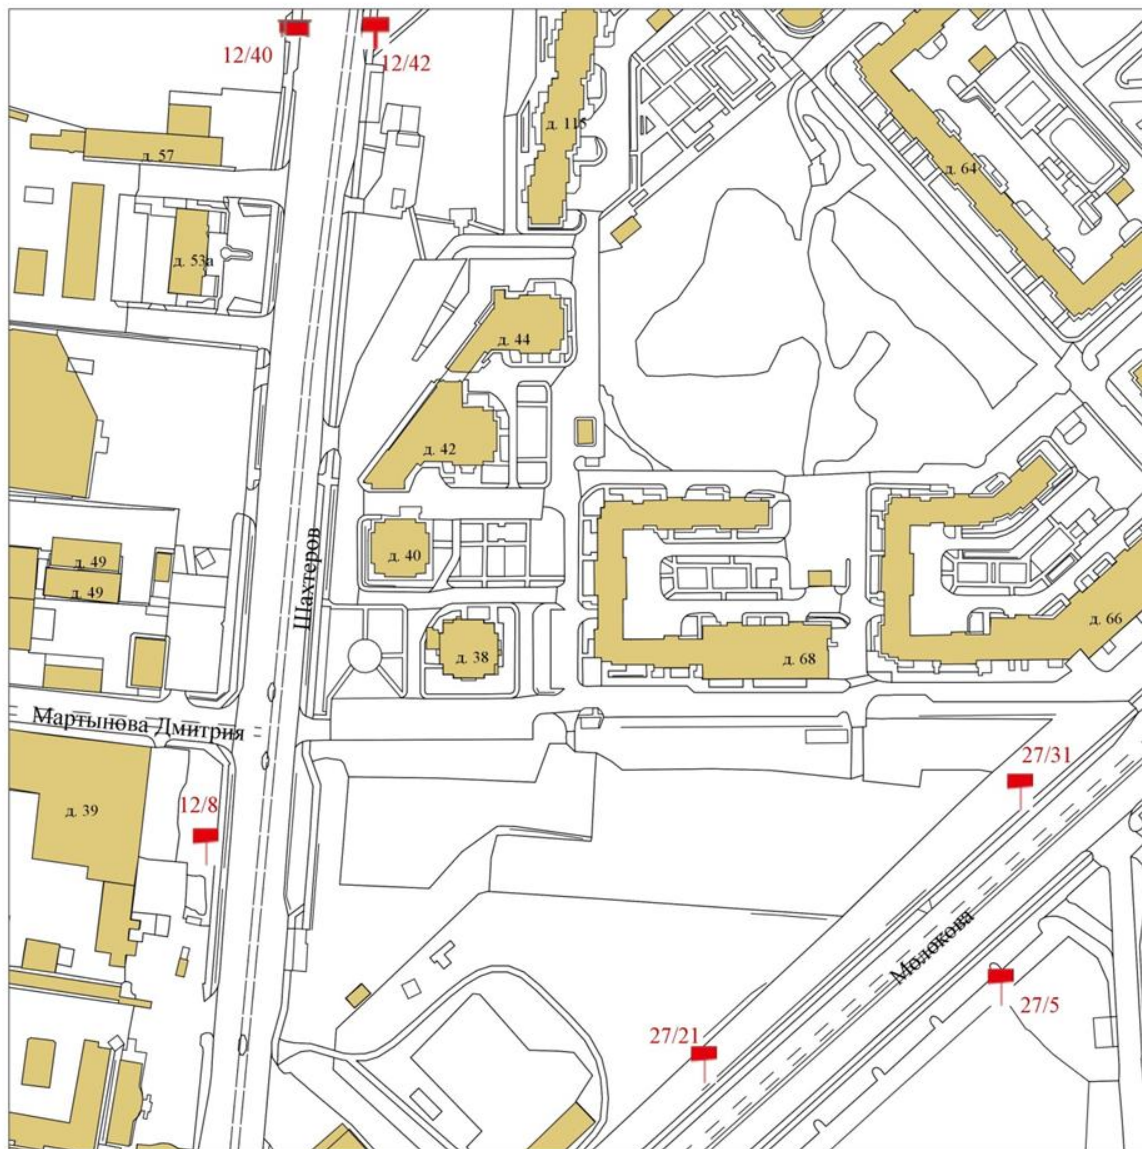 12/40
12/42
д. 115
д. 57
д. 64
д. 53а
д. 44
д. 42
Шахтеров
д. 40
д. 49
д. 49
д. 66
д. 38
д. 68
Мартынова Дмитрия
27/31
12/8
д. 39
Молокова
27/5
27/21